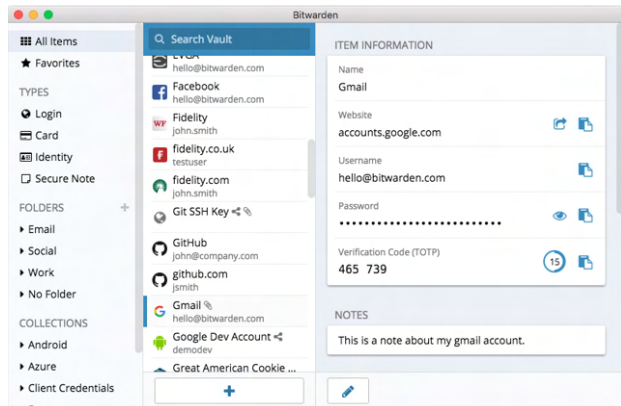 Bitwarden
All Items
Favorites
TYPES
Login
Card
Identity
Secure Note
FOLDERS
Email
Social
Work
No Folder
COLLECTIONS
Android
Azure
Client Credentials
Search Vault
EVGA
hello@bitwarden.com
Facebook
hello@bitwarden.com
WF
Fidelity
john.smith
fidelity.co.uk
testuser
fidelity.com
john.smith
Git SSH Key
GitHub
john@company.com
github.com
jsmith
Gmail
hello@bitwarden.com
Google Dev Account
demodev
Great American Cookie ...
ITEM INFORMATION
Name
Gmail
Website
accounts.google.com
Username
hello@bitwarden.com
Password
••••••••••••••••••••••••
Verification Code (TOTP)
465 739
15
NOTES
This is a note about my gmail account.